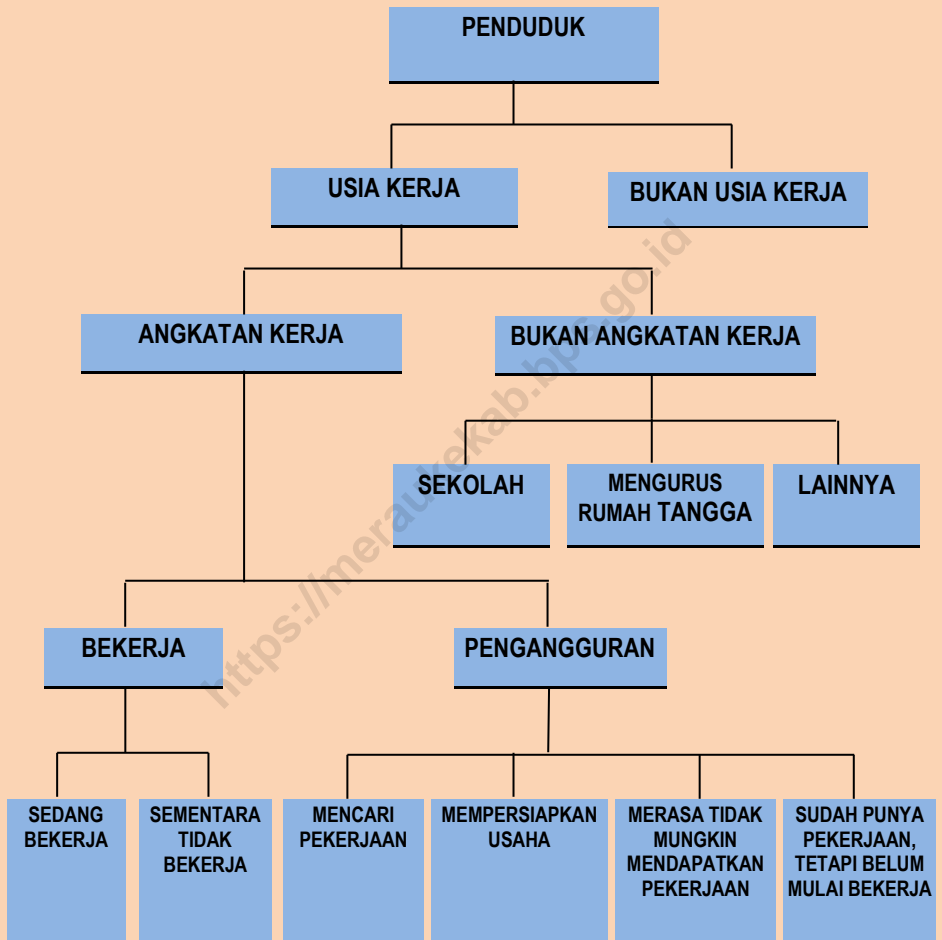 PENDUDUK
USIA KERJA
BUKAN USIA KERJA
ANGKATAN KERJA
BUKAN ANGKATAN KERJA
SEKOLAH
MENGURUS
RUMAH TANGGA
LAINNYA
BEKERJA
PENGANGGURAN
SEDANG
BEKERJA
SEMENTARA
TIDAK
BEKERJA
MENCARI
PEKERJAAN
MEMPERSIAPKAN
USAHA
MERASA TIDAK
MUNGKIN
MENDAPATKAN
PEKERJAAN
SUDAH PUNYA
PEKERJAAN,
TETAPI BELUM
MULAI BEKERJA
https://meraukekab.bps.go.id